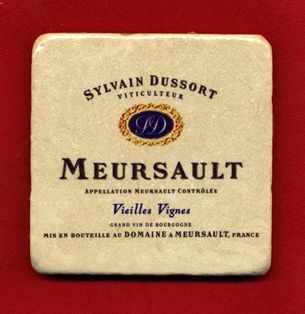 SYLVAIN DUSSORT
VITICULTEUR
SD
MEURSAULT
APPELLATION MEURSAULT CONTRÔLÉE
Vieilles Vignes
GRAND VIN DE BOURGOGNE
MIS EN BOUTEILLE AU DOMAINE A MEURSAULT, FRANCE